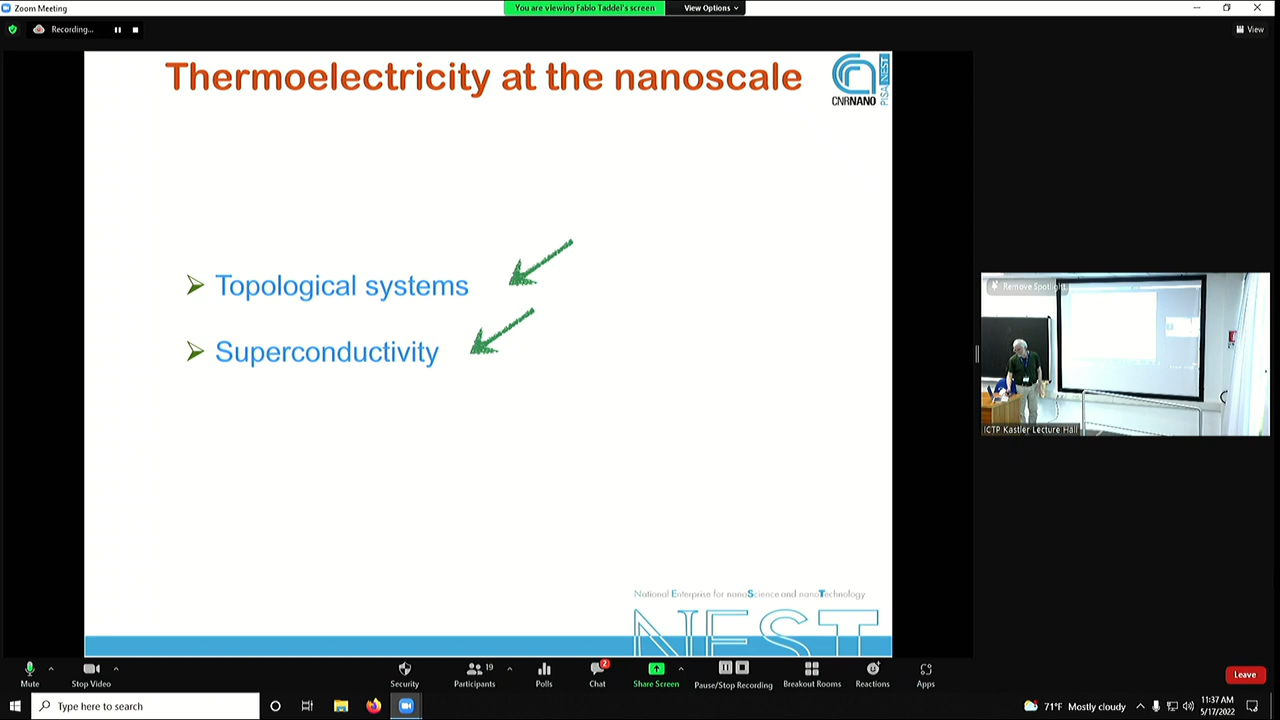 Zoom Meeting
You are viewing Fabio Taddei's screen
View Options
Recording...
View
Thermoelectricity at the nanoscale
CNRNANO
PISA NEST
Topological systems
Superconductivity
Remove Spotlight
ICTP Kastler Lecture Hall
National Enterprise for nanoScience and nanoTechnology
NEST
Mute
Stop Video
Security
Participants
19
Polls
Chat
2
Share Screen
Pause/Stop Recording
Breakout Rooms
Reactions
Apps
Leave
Type here to search
71°F Mostly cloudy
11:37 AM
5/17/2022